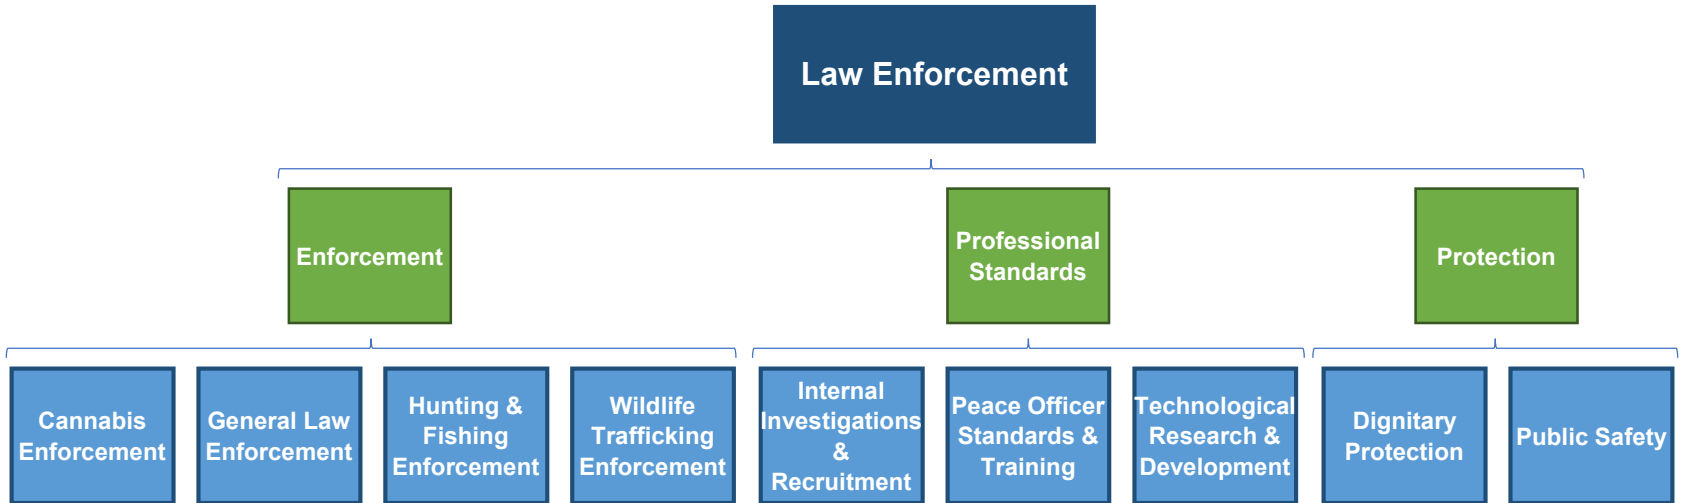 Law Enforcement
Enforcement
Professional
Standards
Protection
Cannabis
Enforcement
General Law
Enforcement
Hunting &
Fishing
Enforcement
Wildlife
Trafficking
Enforcement
Internal
Investigations
&
Recruitment
Peace Officer
Standards &
Training
Technological
Research &
Development
Dignitary
Protection
Public Safety